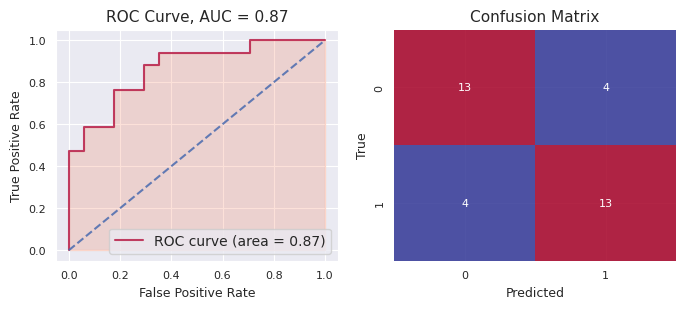 ROC Curve, AUC = 0.87
1.0
0.8
0.6
0.4
0.2
0.0
True Positive Rate
ROC curve (area = 0.87)
0.0 0.2 0.4 0.6 0.8 1.0
False Positive Rate
Confusion Matrix
True
0
13 4
1
4 13
0 1
Predicted